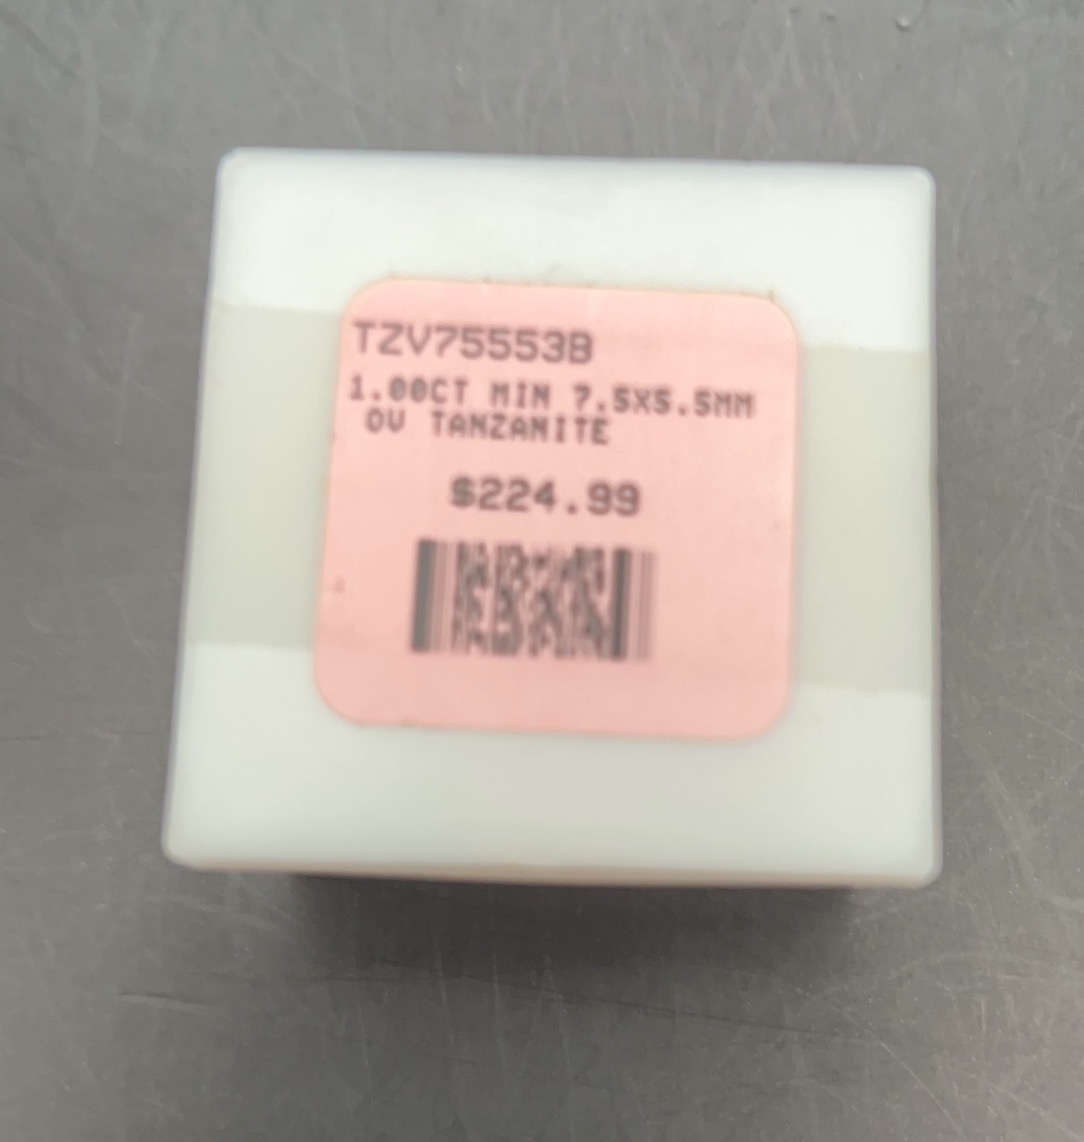 TZV75553B
1.00CT MIN 7.5X5.5MM
OV TANZANITE
$224.99